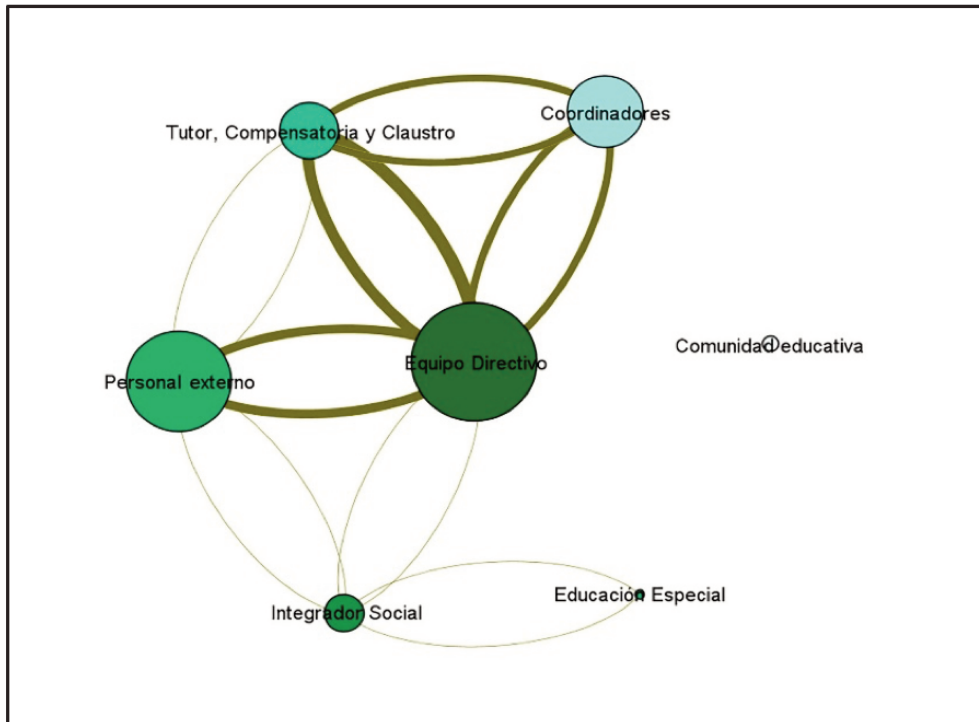 Coordinadores
Tutor, Compensatoria y Claustro
Comunidad educativa
Equipo Directivo
Personal externo
Educación Especial
Integrador Social